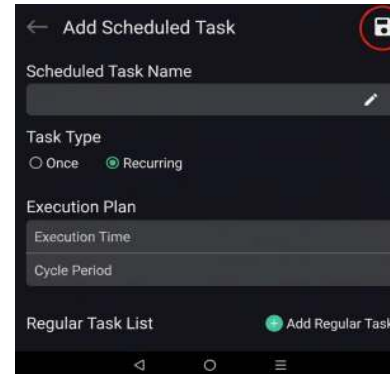 Add Scheduled Task
Scheduled Task Name
Task Type
Once Recurring
Execution Plan
Execution Time
Cycle Period
Regular Task List Add Regular Task